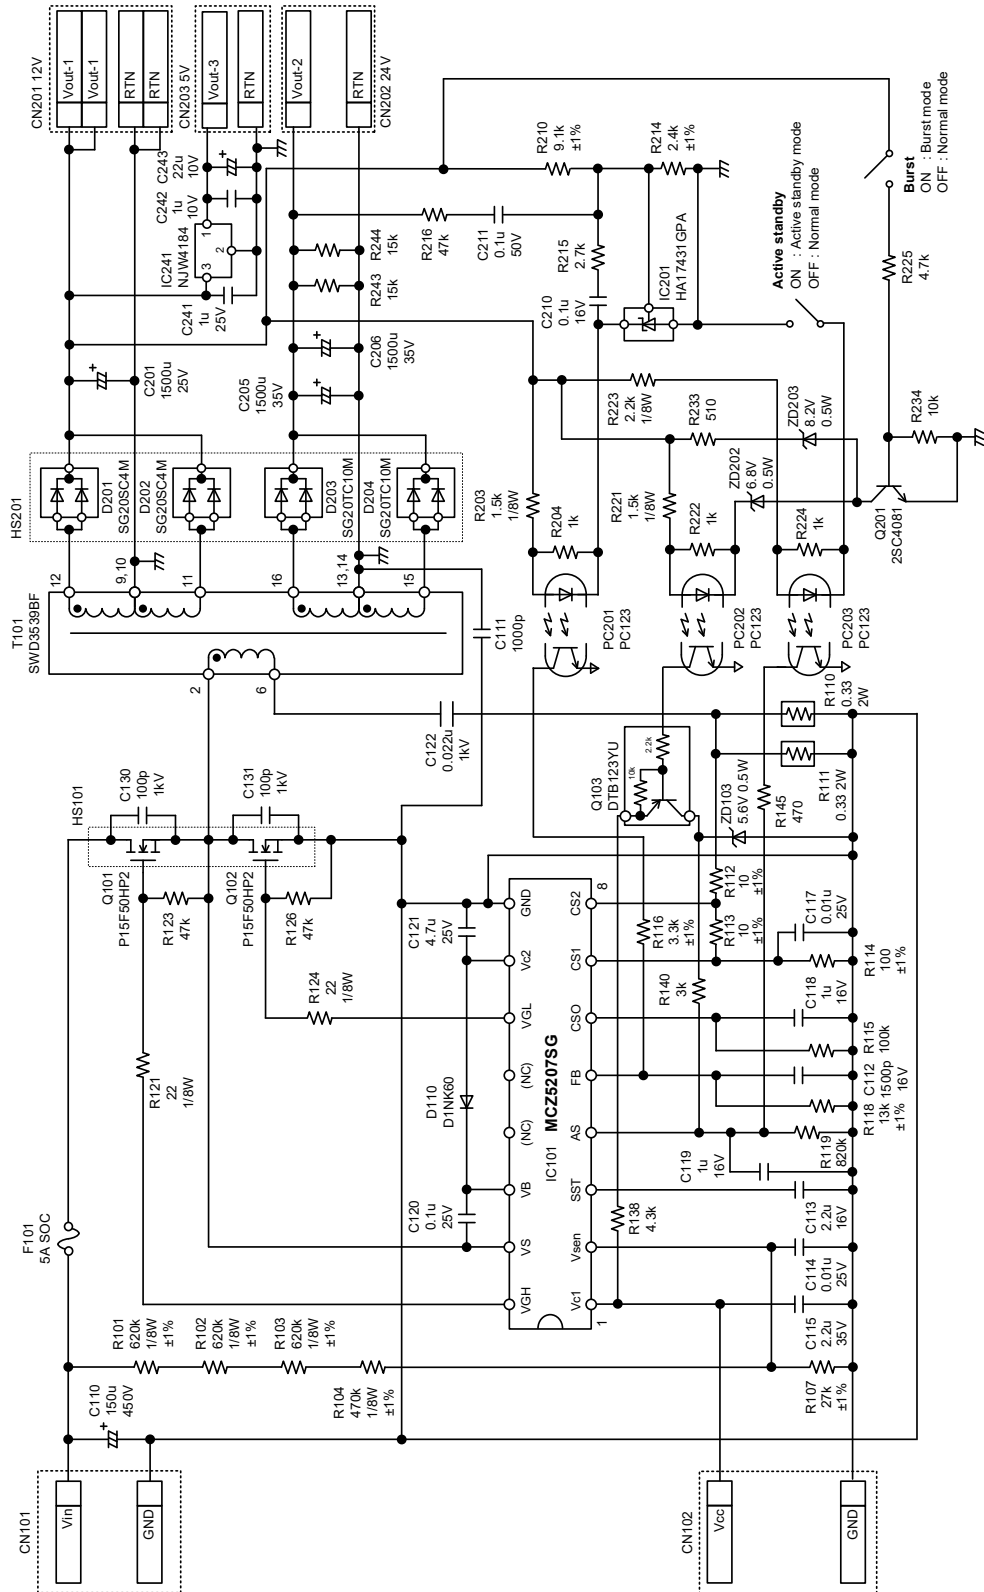 CN101
Vin
GND
CN102
Vcc
GND
C110
150u
450V
F101
5A SOC
R101
620k
1/8W
±1%
R102
620k
1/8W
±1%
R103
620k
1/8W
±1%
R104
470k
1/8W
±1%
R107
27k
±1%
R121
22
1/8W
R124
22
1/8W
Q101
P15F50HP2
R123
47k
Q102
P15F50HP2
R126
47k
HS101
C130
100p
1kV
C131
100p
1kV
C120
0.1u
25V
D110
D1NK60
C121
4.7u
25V
VGH
VS
VB
(NC)
(NC)
VGL
Vc2
GND
IC101
MCZ5207SG
1
8
Vc1
Vsen
SST
AS
FB
CSO
CS1
CS2
R138
4.3k
C115
2.2u
35V
C114
0.01u
25V
C113
2.2u
16V
C119
1u
16V
R119
820k
R118
13k
±1%
C112
1500p
16V
R115
100k
C118
1u
16V
R114
100
±1%
C117
0.01u
25V
R140
3k
R116
3.3k
±1%
R113
10
±1%
R112
10
±1%
R145
470
ZD103
5.6V 0.5W
Q103
DTB123YU
10k
2.2k
R111
0.33 2W
R110
0.33
2W
C122
0.022u
1kV
C111
1000p
T101
SWD3539BF
2
6
12
9,10
11
16
13,14
15
HS201
D201
SG20SC4M
D202
SG20SC4M
D203
SG20TC10M
D204
SG20TC10M
C201
1500u
25V
C205
1500u
35V
C206
1500u
35V
C241
1u
25V
IC241
NJW4184
1
2
3
C242
1u
10V
C243
22u
10V
R243
15k
R244
15k
CN201 12V
Vout-1
Vout-1
RTN
RTN
CN203 5V
Vout-3
RTN
CN202 24V
Vout-2
RTN
R216
47k
C211
0.1u
50V
R210
9.1k
±1%
R214
2.4k
±1%
R215
2.7k
C210
0.1u
16V
IC201
HA17431GPA
R203
1.5k
1/8W
R204
1k
PC201
PC123
R221
1.5k
1/8W
R222
1k
PC202
PC123
R223
2.2k
1/8W
R233
510
R224
1k
PC203
PC123
ZD202
6.8V
0.5W
ZD203
8.2V
0.5W
Q201
2SC4081
R234
10k
R225
4.7k
Active standby
ON : Active standby mode
OFF : Normal mode
Burst
ON : Burst mode
OFF : Normal mode